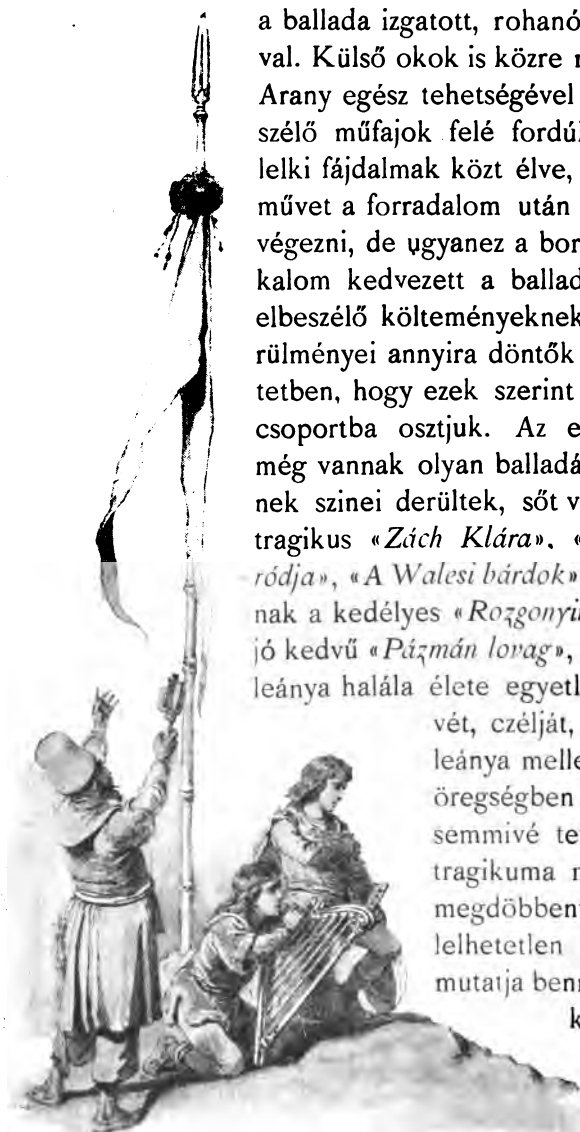 a ballada izgatott, rohanó
val. Külső okok is közre
Arany egész tehetségével
szélő műfajok felé fordúl
lelki fájdalmak közt élve,
művet a forradalom után
végezni, de ugyanez a bor
kalom kedvezett a ballad
elbeszélő költeményeknek
rülményei annyira döntők
tetben, hogy ezek szerint
csoportba osztjuk. Az e
még vannak olyan balladá
nek szinei derültek, sőt v
tragikus «Zách Klára», «
ródja», «A Walesi bárdok»
nak a kedélyes «Rozgonyi
jó kedvű «Pázmán lovag»,
leánya halála élete egyetl
vét, czélját,
leánya melle
öregségben
semmivé te
tragikuma
megdöbben
lelhetetlen
mutatja ben
k